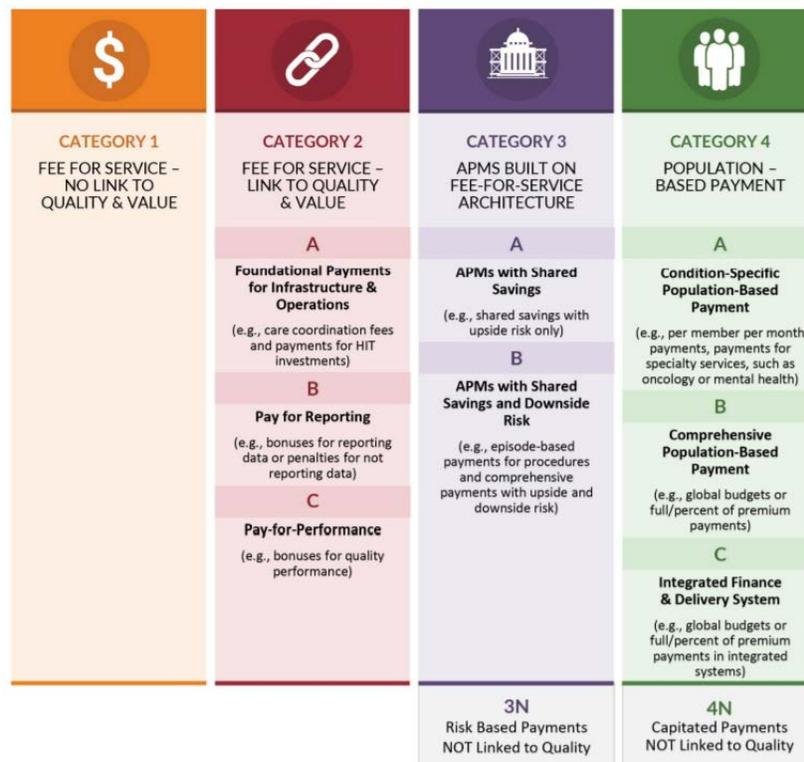 $
CATEGORY 1
FEE FOR SERVICE –
NO LINK TO
QUALITY & VALUE
CATEGORY 2
FEE FOR SERVICE –
LINK TO QUALITY
& VALUE
A
Foundational Payments
for Infrastructure &
Operations
(e.g., care coordination fees
and payments for HIT
investments)
B
Pay for Reporting
(e.g., bonuses for reporting
data or penalties for not
reporting data)
C
Pay-for-Performance
(e.g., bonuses for quality
performance)
CATEGORY 3
APMS BUILT ON
FEE-FOR-SERVICE
ARCHITECTURE
A
APMs with Shared
Savings
(e.g., shared savings with
upside risk only)
B
APMs with Shared
Savings and Downside
Risk
(e.g., episode-based
payments for procedures
and comprehensive
payments with upside and
downside risk)
3N
Risk Based Payments
NOT Linked to Quality
CATEGORY 4
POPULATION –
BASED PAYMENT
A
Condition-Specific
Population-Based
Payment
(e.g., per member per month
payments, payments for
specialty services, such as
oncology or mental health)
B
Comprehensive
Population-Based
Payment
(e.g., global budgets or
full/percent of premium
payments)
C
Integrated Finance
& Delivery System
(e.g., global budgets or
full/percent of premium
payments in integrated
systems)
4N
Capitated Payments
NOT Linked to Quality